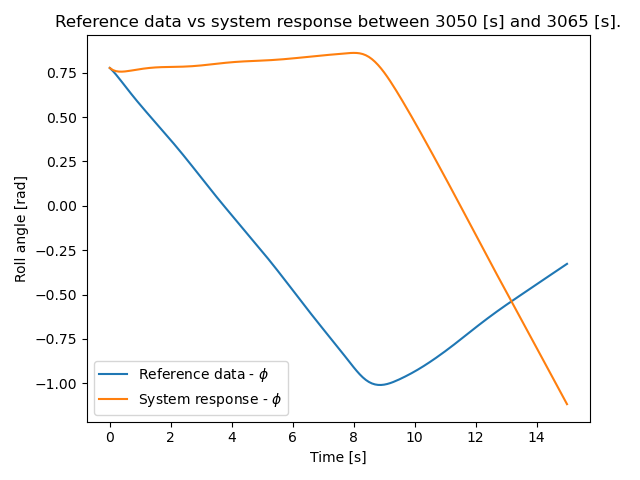 Reference data vs system response between 3050 [s] and 3065 [s].
Roll angle [rad]
0.75
0.50
0.25
0.00
−0.25
−0.50
−0.75
−1.00
Reference data - ϕ
System response - ϕ
0 2 4 6 8 10 12 14
Time [s]